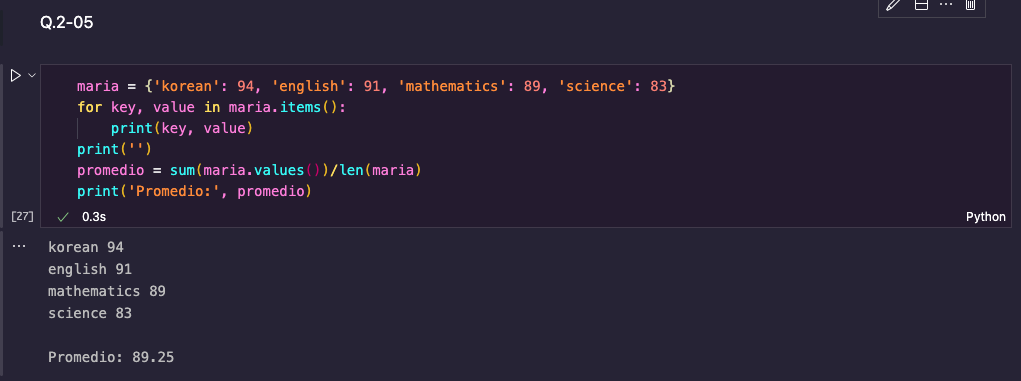 Q.2-05
maria = {'korean': 94, 'english': 91, 'mathematics': 89, 'science': 83}
for key, value in maria.items():
    print(key, value)
print('')
promedio = sum(maria.values())/len(maria)
print('Promedio:', promedio)
[27]
0.3s
Python
korean 94
english 91
mathematics 89
science 83
Promedio: 89.25